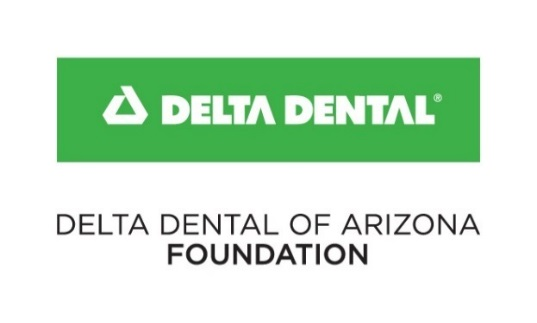 DELTA DENTAL®
DELTA DENTAL OF ARIZONA
FOUNDATION